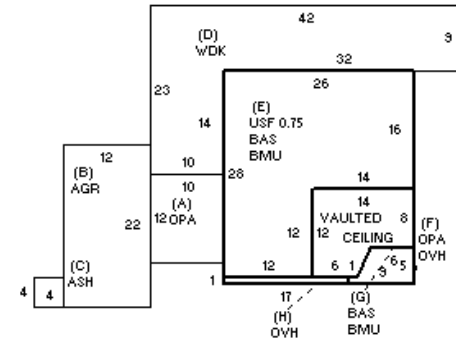 42
(D)
WDK
9
32
26
23
(E)
USF 0.75
BAS
BMU
14
16
12
10
28
(B)
AGR
14
10
14
(A)
OPA
VAULTED
CEILING
8
22
12
12
12
(F)
OPA
OVH
(C)
ASH
12
6
1
6
5
9
4
4
1
17
(G)
BAS
BMU
(H)
OVH